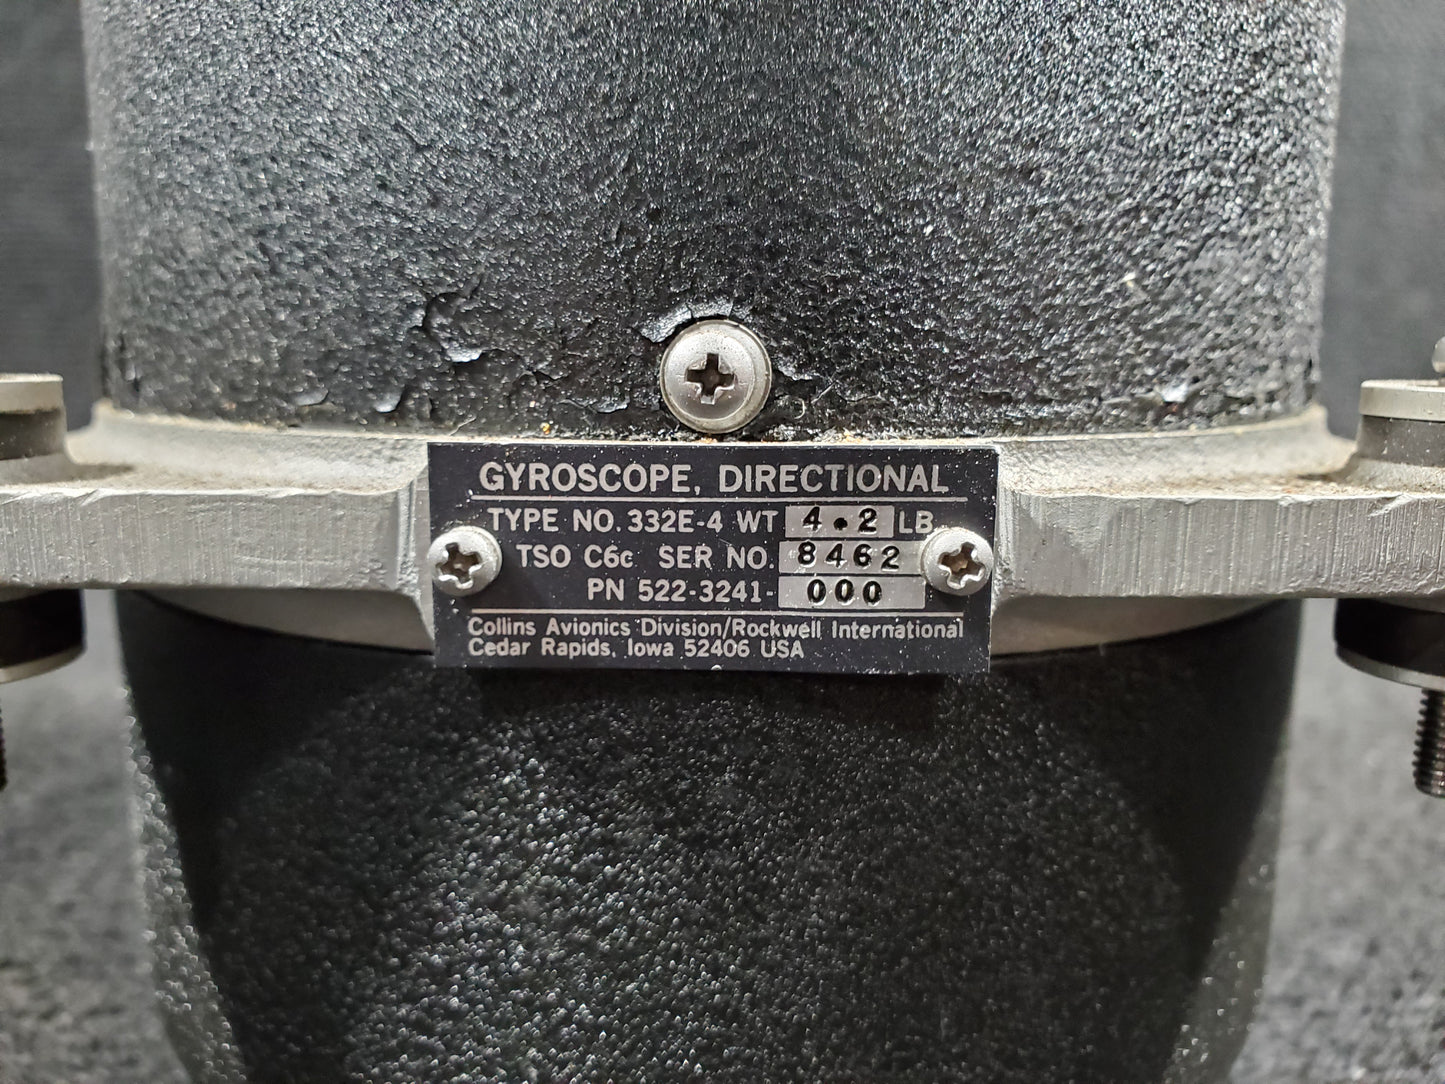 GYROSCOPE, DIRECTIONAL
TYPE NO. 332E-4 WT 4.2 LB
TSO C6c SER NO. 8462
PN 522-3241- 000
Collins Avionics Division/Rockwell International
Cedar Rapids, Iowa 52406 USA